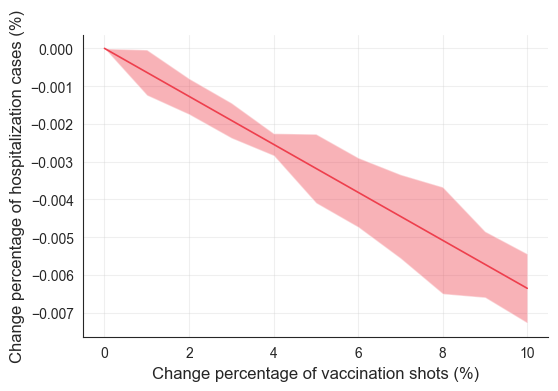 Change percentage of hospitalization cases (%)
0.000
−0.001
−0.002
−0.003
−0.004
−0.005
−0.006
−0.007
0 2 4 6 8 10
Change percentage of vaccination shots (%)